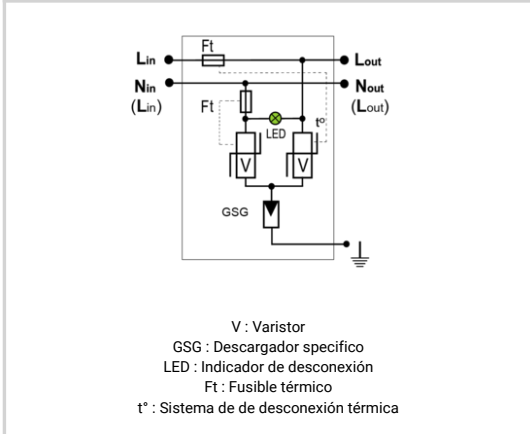 Ft
Lin Lout
Nin Nout
(Lin) Ft (Lout)
LED t°
V V
GSG
V : Varistor
GSG : Descargador specifico
LED : Indicador de desconexión
Ft : Fusible térmico
t° : Sistema de de desconexión térmica